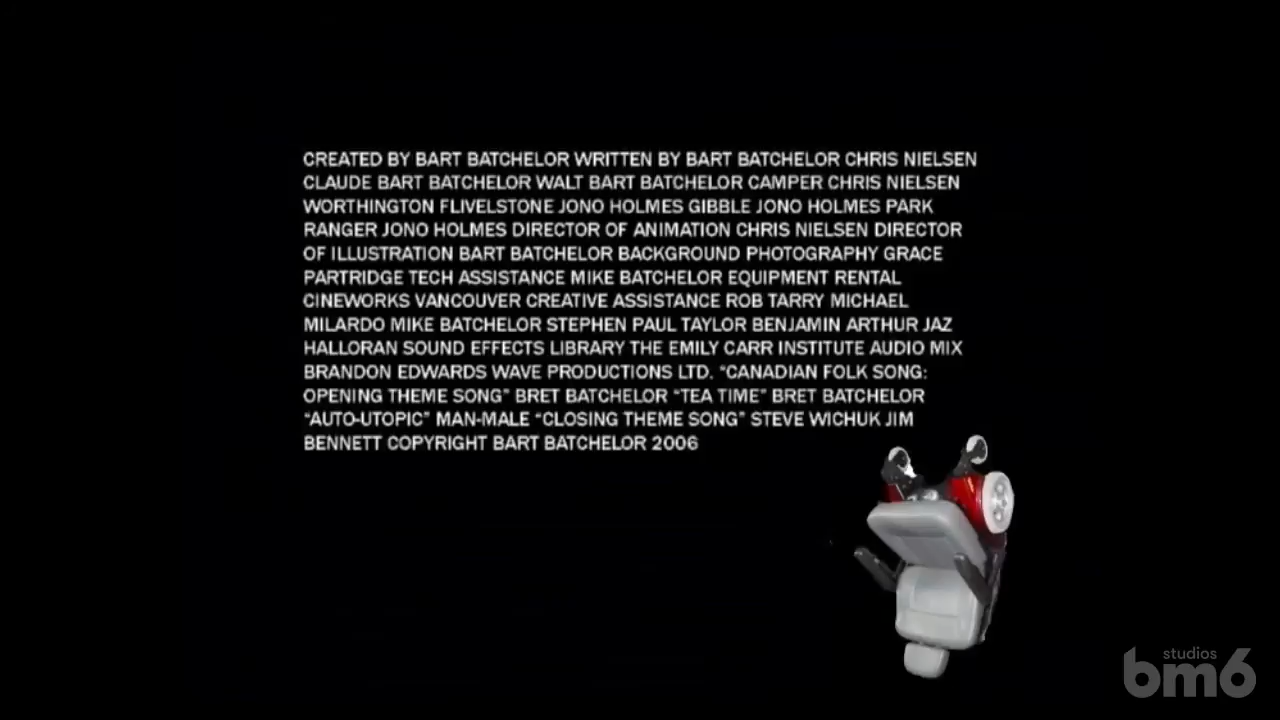 CREATED BY BART BATCHELOR WRITTEN BY BART BATCHELOR CHRIS NIELSEN
CLAUDE BART BATCHELOR WALT BART BATCHELOR CAMPER CHRIS NIELSEN
WORTHINGTON FLIVELSTONE JONO HOLMES GIBBLE JONO HOLMES PARK
RANGER JONO HOLMES DIRECTOR OF ANIMATION CHRIS NIELSEN DIRECTOR
OF ILLUSTRATION BART BATCHELOR BACKGROUND PHOTOGRAPHY GRACE
PARTRIDGE TECH ASSISTANCE MIKE BATCHELOR EQUIPMENT RENTAL
CINEWORKS VANCOUVER CREATIVE ASSISTANCE ROB TARRY MICHAEL
MILARDO MIKE BATCHELOR STEPHEN PAUL TAYLOR BENJAMIN ARTHUR JAZ
HALLORAN SOUND EFFECTS LIBRARY THE EMILY CARR INSTITUTE AUDIO MIX
BRANDON EDWARDS WAVE PRODUCTIONS LTD. “CANADIAN FOLK SONG:
OPENING THEME SONG” BRET BATCHELOR “TEA TIME” BRET BATCHELOR
“AUTO-UTOPIC” MAN-MALE “CLOSING THEME SONG” STEVE WICHUK JIM
BENNETT COPYRIGHT BART BATCHELOR 2006
studios
bm6